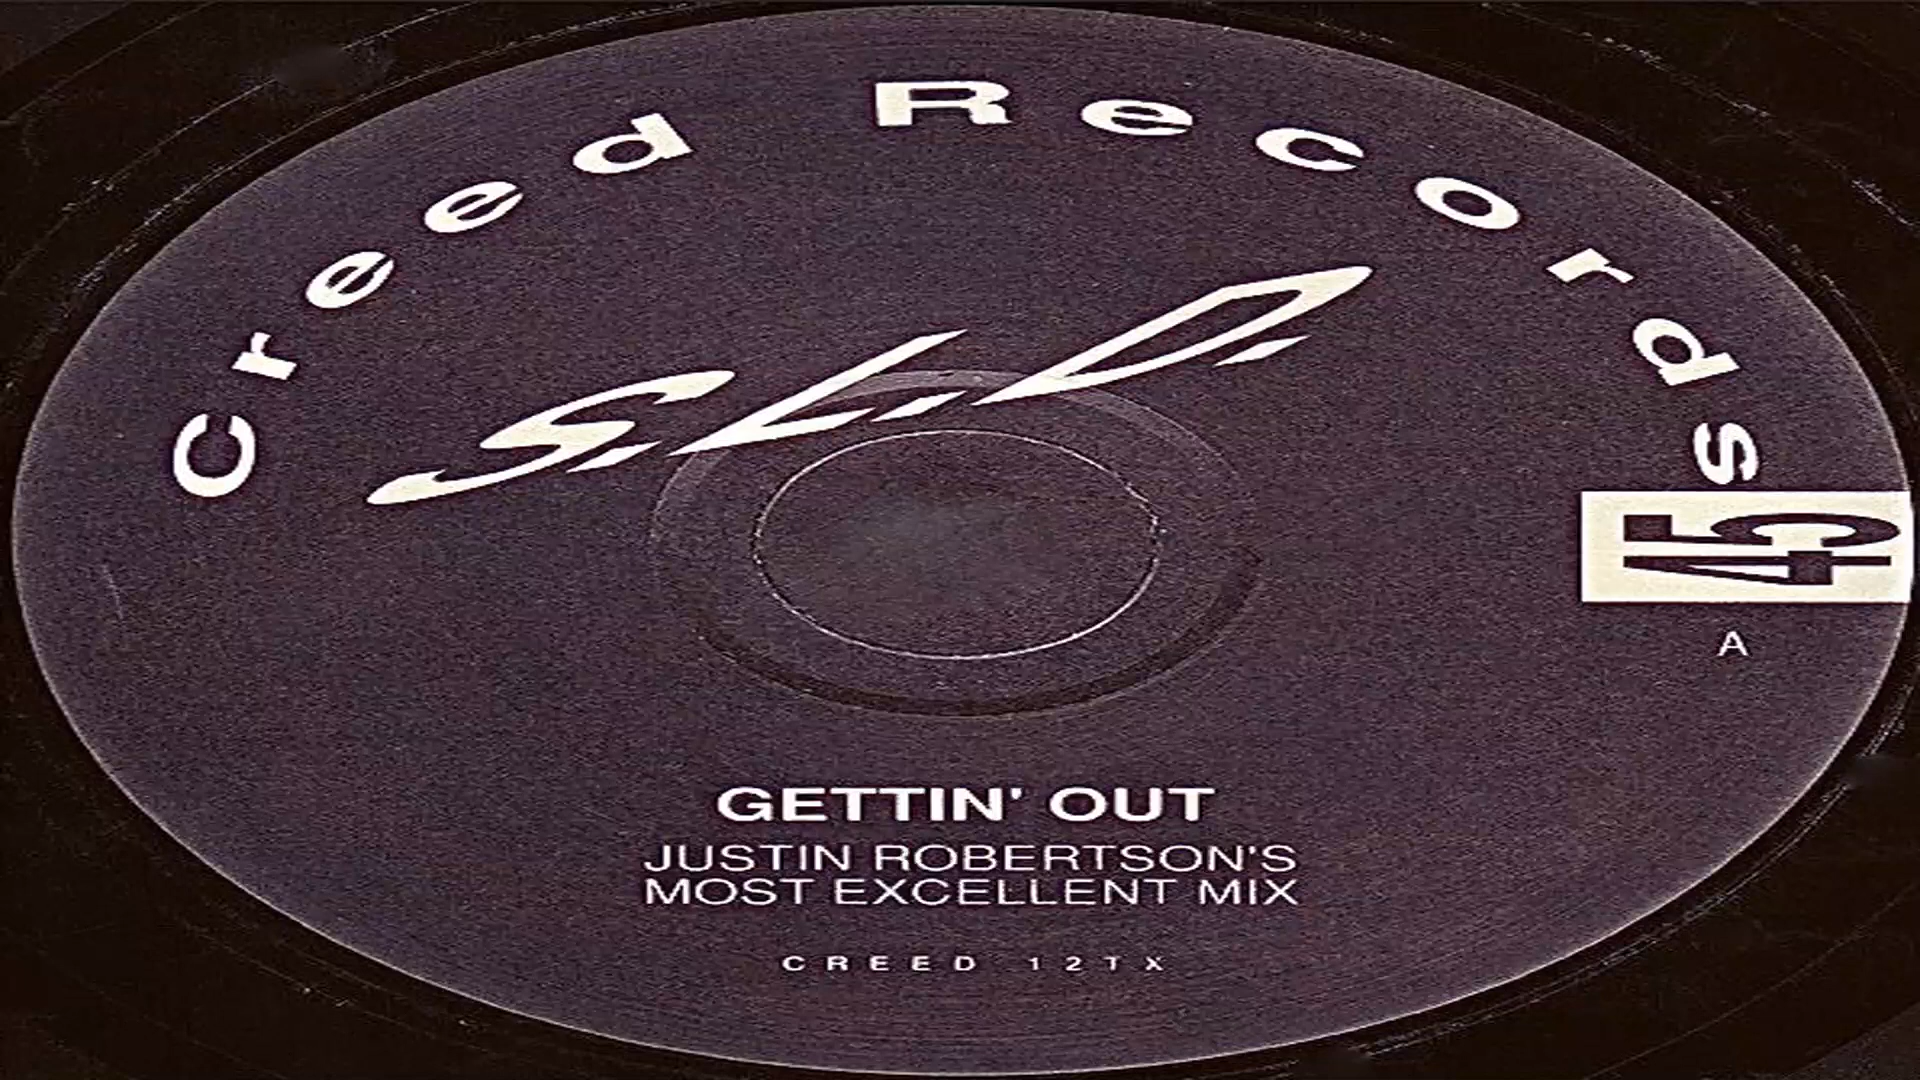 Creed Records
S.L.D.
45
A
GETTIN' OUT
JUSTIN ROBERTSON'S
MOST EXCELLENT MIX
CREED 12TX